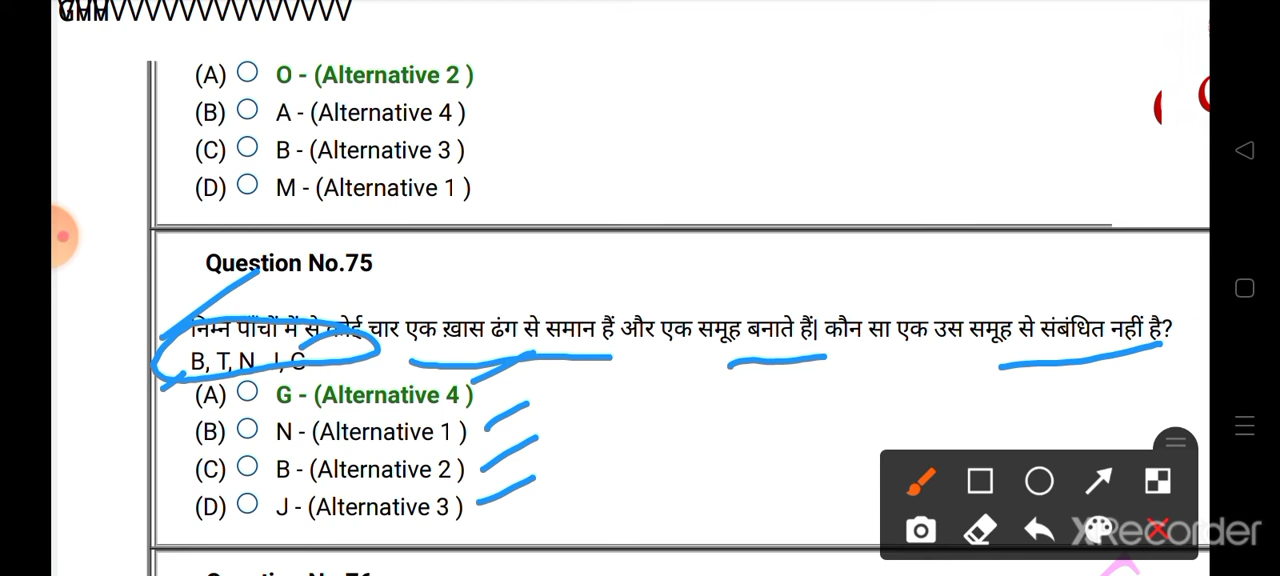 (A) O - (Alternative 2 )
(B) A - (Alternative 4 )
(C) B - (Alternative 3 )
(D) M - (Alternative 1 )
Question No.75
निम्न पाँचों में से कोई चार एक ख़ास ढंग से समान हैं और एक समूह बनाते हैं| कौन सा एक उस समूह से संबंधित नहीं है?
B, T, N, J, G
(A) G - (Alternative 4 )
(B) N - (Alternative 1 )
(C) B - (Alternative 2 )
(D) J - (Alternative 3 )
XRecorder